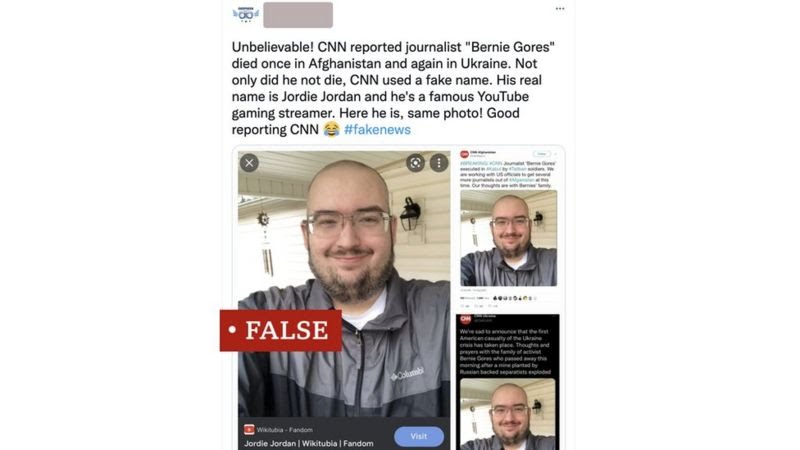 Unbelievable! CNN reported journalist "Bernie Gores"
died once in Afghanistan and again in Ukraine. Not
only did he not die, CNN used a fake name. His real
name is Jordie Jordan and he's a famous YouTube
gaming streamer. Here he is, same photo! Good
reporting CNN 😂 #fakenews
FALSE
Columbia
Wikitubia - Fandom
Jordie Jordan | Wikitubia | Fandom
Visit
CNN Afghanistan
#BREAKING: #CNN Journalist 'Bernie Gores'
executed in #Kabul by #Taliban soldiers. We
are working with US officials to get several
more journalists out of #Afganistan at this
time. Our thoughts are with Bernies' family.
CNN Ukraine
We're sad to announce that the first
American casualty of the Ukraine
crisis has taken place. Thoughts and
prayers with the family of activist
Bernie Gores who passed away this
morning after a mine planted by
Russian backed separatists exploded